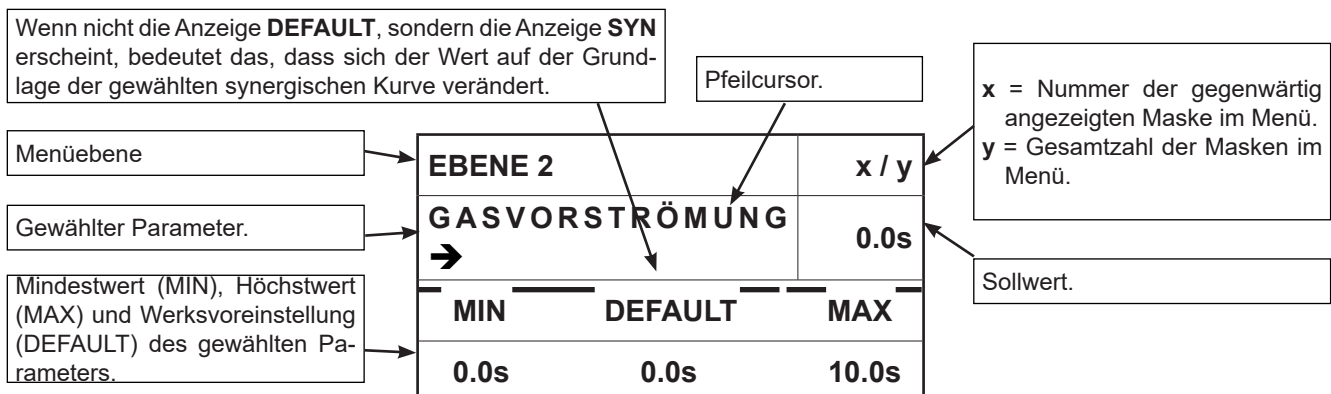 Wenn nicht die Anzeige DEFAULT, sondern die Anzeige SYN
erscheint, bedeutet das, dass sich der Wert auf der Grund-
lage der gewählten synergischen Kurve verändert.
Pfeilcursor.
x = Nummer der gegenwärtig
angezeigten Maske im Menü.
y = Gesamtzahl der Masken im
Menü.
Menüebene
EBENE 2
x / y
Gewählter Parameter.
GASVORSTRÖMUNG
➔
0.0s
Sollwert.
Mindestwert (MIN), Höchstwert
(MAX) und Werksvoreinstellung
(DEFAULT) des gewählten Pa-
rameters.
MIN DEFAULT MAX
0.0s 0.0s 10.0s